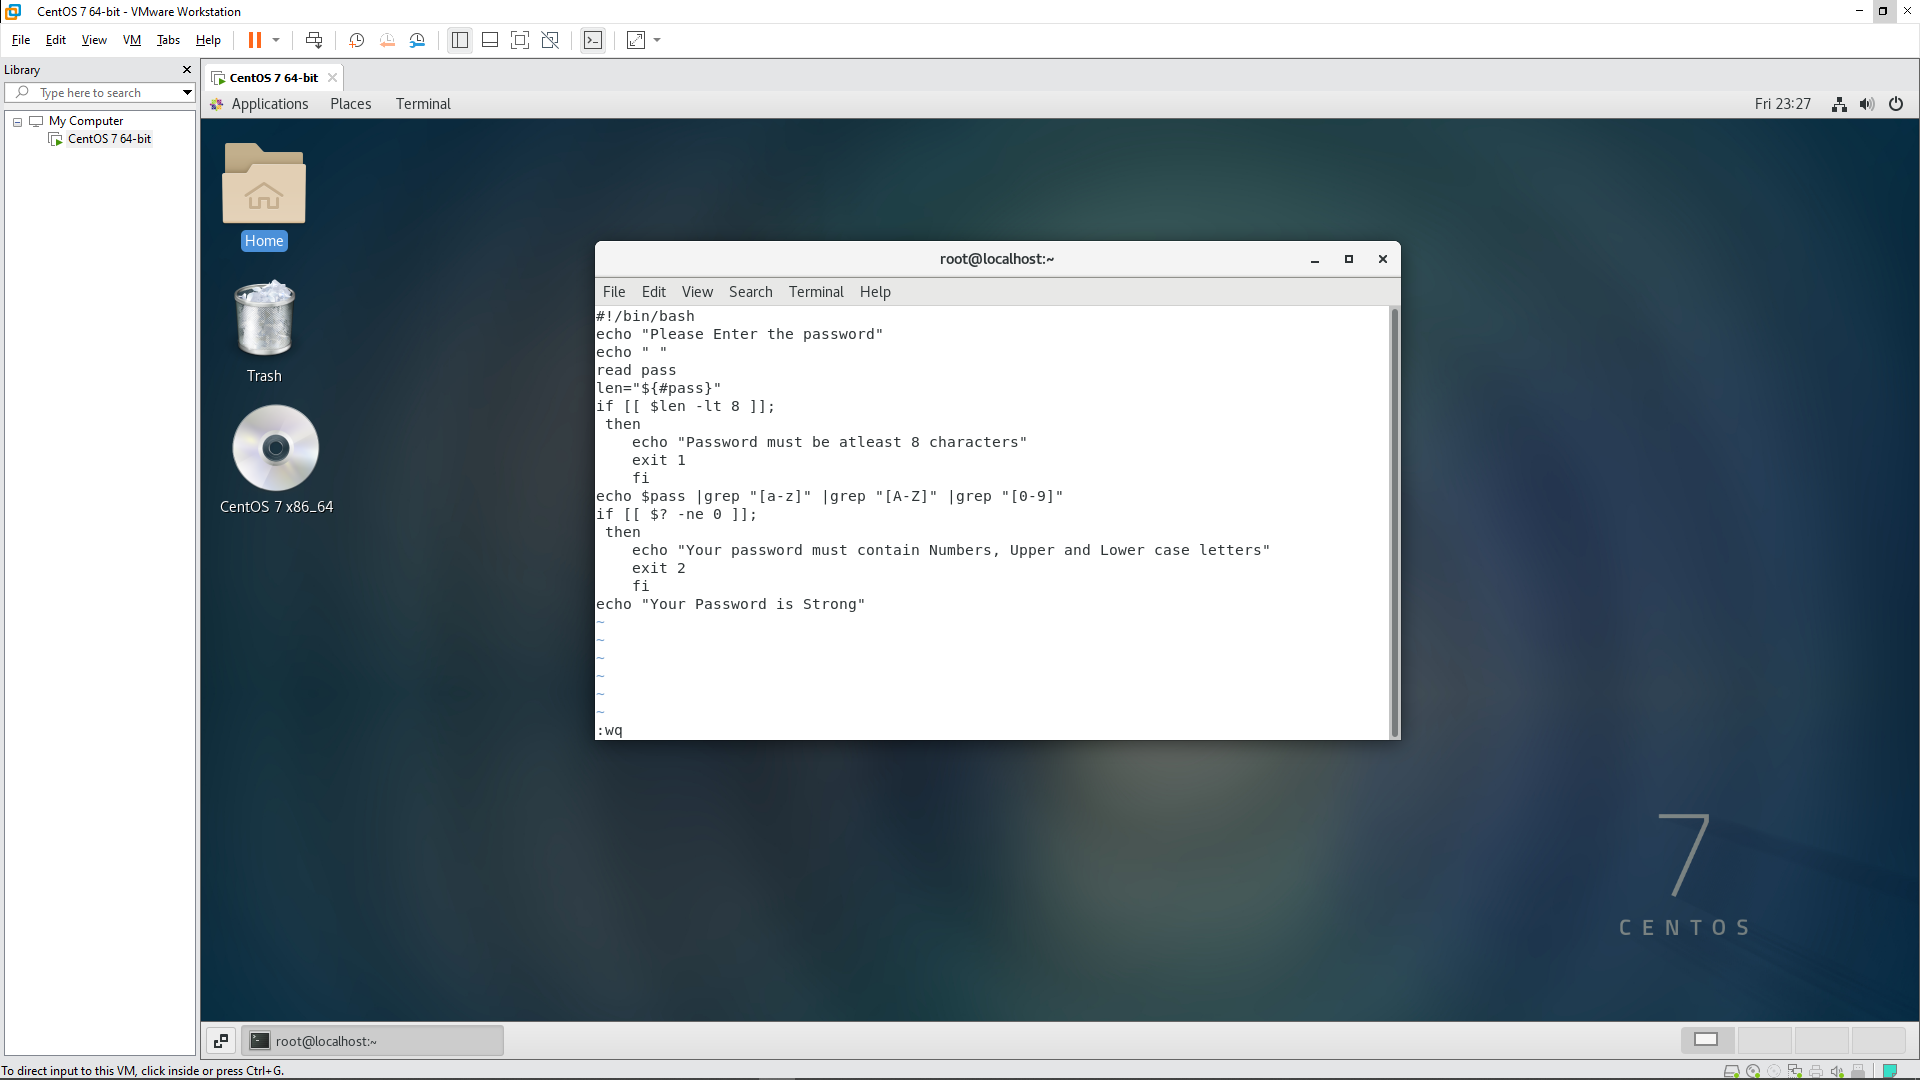 CentOS 7 64-bit - VMware Workstation
File Edit View VM Tabs Help
Library
Type here to search
My Computer
CentOS 7 64-bit
CentOS 7 64-bit
Applications Places Terminal
Fri 23:27
Home
Trash
CentOS 7 x86_64
root@localhost:~
File Edit View Search Terminal Help
#!/bin/bash
echo "Please Enter the password"
echo " "
read pass
len="${#pass}"
if [[ $len -lt 8 ]];
 then
    echo "Password must be atleast 8 characters"
    exit 1
    fi
echo $pass |grep "[a-z]" |grep "[A-Z]" |grep "[0-9]"
if [[ $? -ne 0 ]];
 then
    echo "Your password must contain Numbers, Upper and Lower case letters"
    exit 2
    fi
echo "Your Password is Strong"
~
~
~
~
~
~
:wq
7
CENTOS
root@localhost:~
To direct input to this VM, click inside or press Ctrl+G.